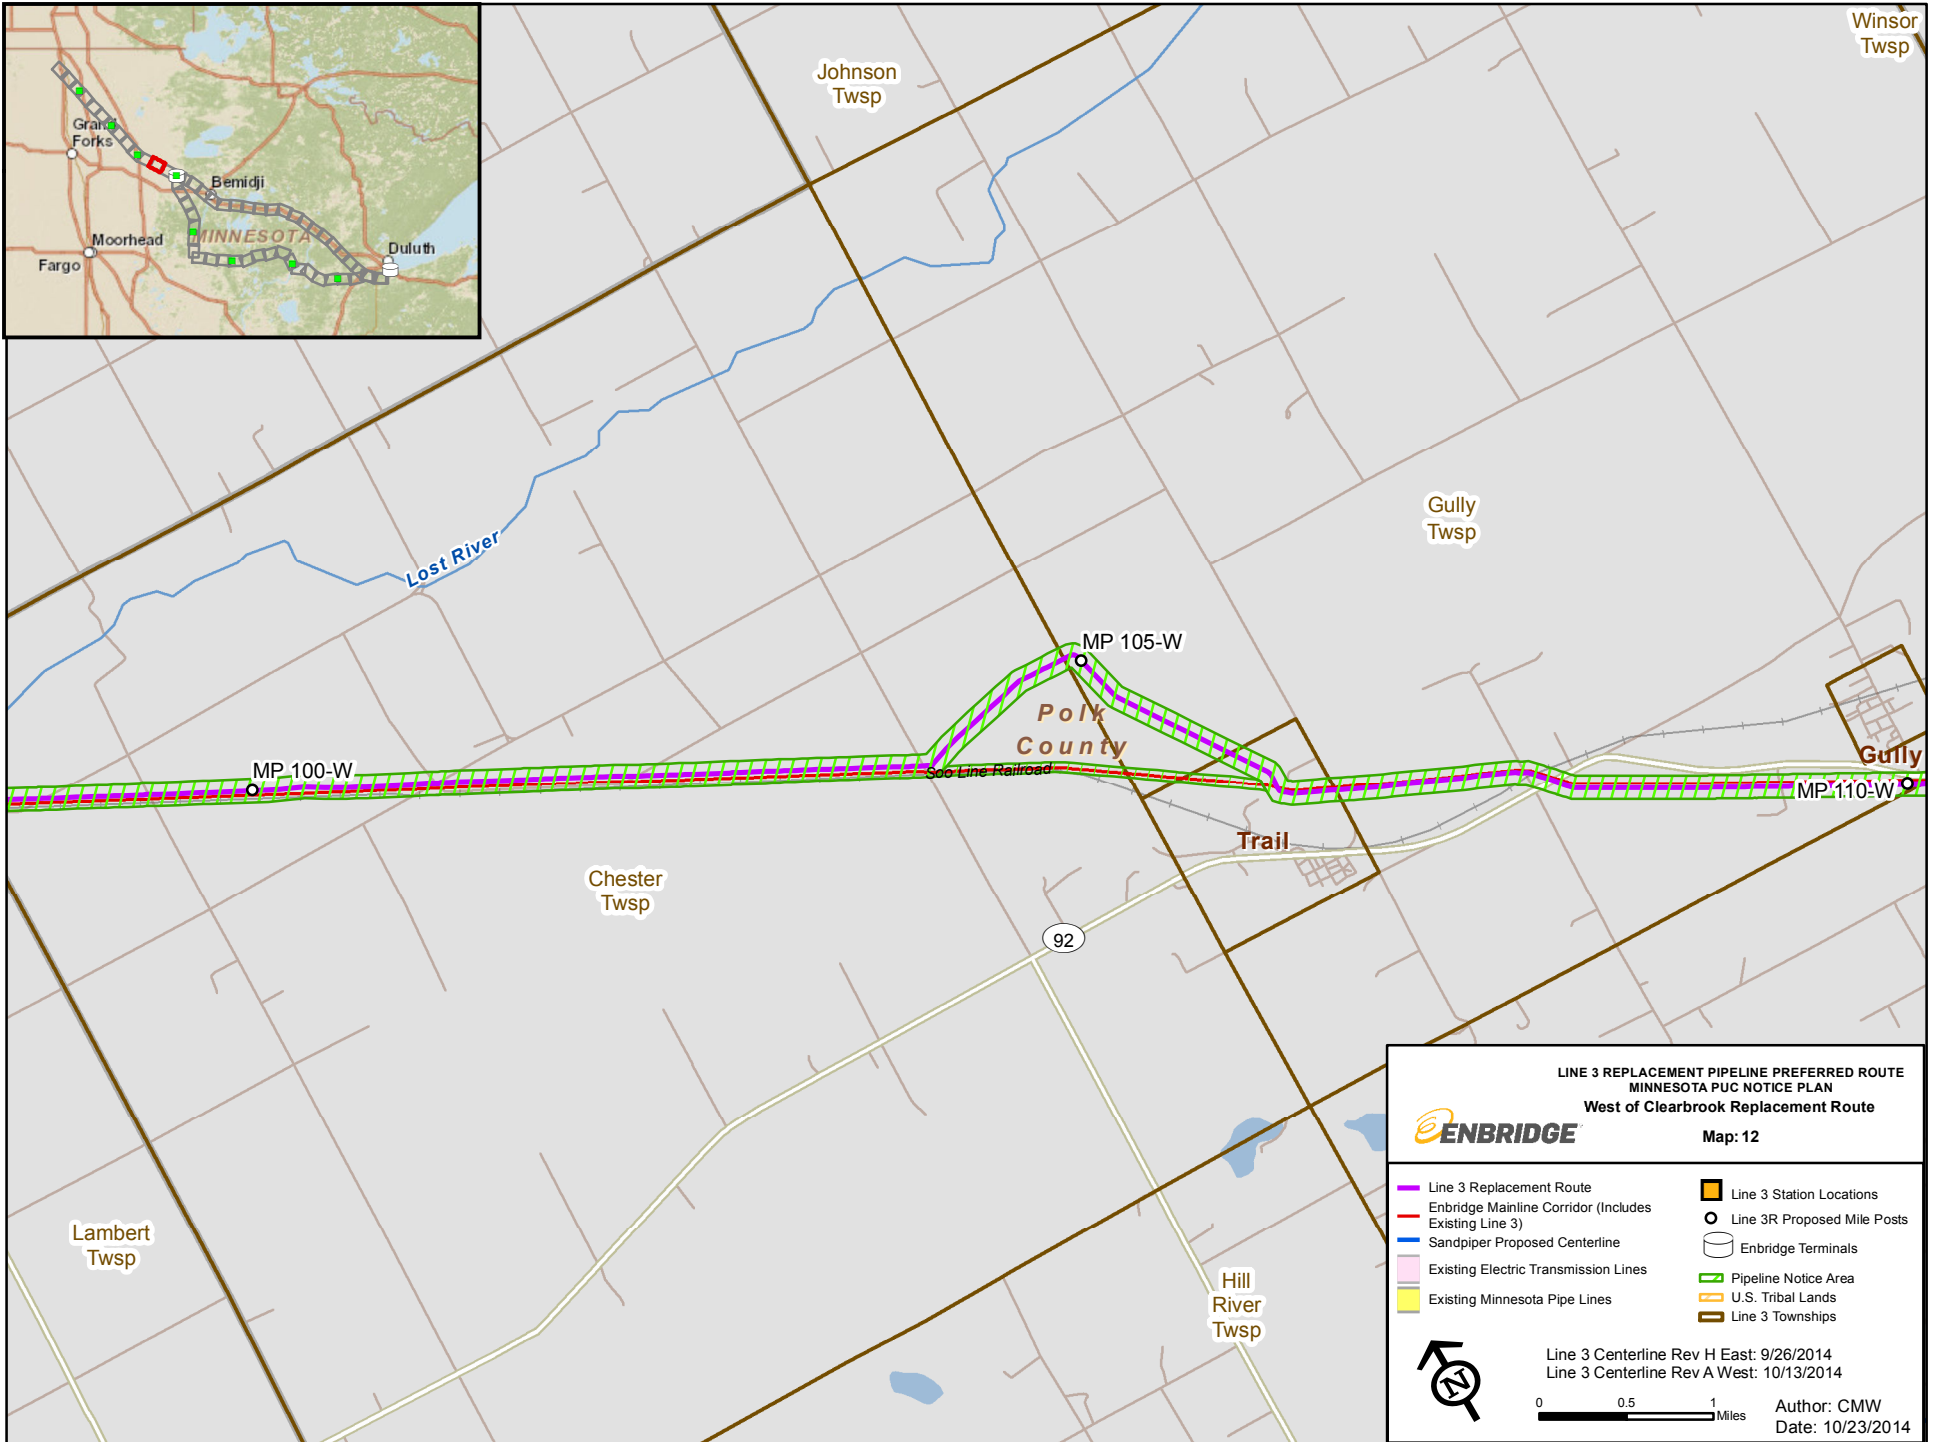 Winsor
Twsp
Johnson
Twsp
Grand
Forks
Bemidji
MINNESOTA
Moorhead
Fargo
Duluth
Gully
Twsp
Lost River
MP 105-W
Polk
County
MP 100-W
Soo Line Railroad
Gully
MP 110-W
Trail
Chester
Twsp
92
Lambert
Twsp
Hill
River
Twsp
LINE 3 REPLACEMENT PIPELINE PREFERRED ROUTE
MINNESOTA PUC NOTICE PLAN
West of Clearbrook Replacement Route
ENBRIDGE
Map: 12
Line 3 Replacement Route
Enbridge Mainline Corridor (Includes
Existing Line 3)
Sandpiper Proposed Centerline
Existing Electric Transmission Lines
Existing Minnesota Pipe Lines
Line 3 Station Locations
Line 3R Proposed Mile Posts
Enbridge Terminals
Pipeline Notice Area
U.S. Tribal Lands
Line 3 Townships
N
Line 3 Centerline Rev H East: 9/26/2014
Line 3 Centerline Rev A West: 10/13/2014
0 0.5 1
Miles
Author: CMW
Date: 10/23/2014